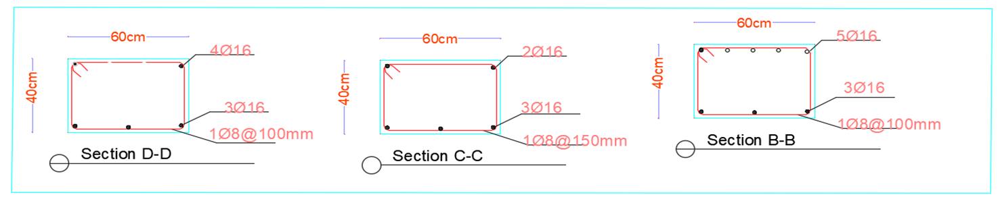 60cm
4Ø16
40cm
3Ø16
1Ø8@100mm
Section D-D
60cm
2Ø16
40cm
3Ø16
1Ø8@150mm
Section C-C
60cm
5Ø16
40cm
3Ø16
1Ø8@100mm
Section B-B